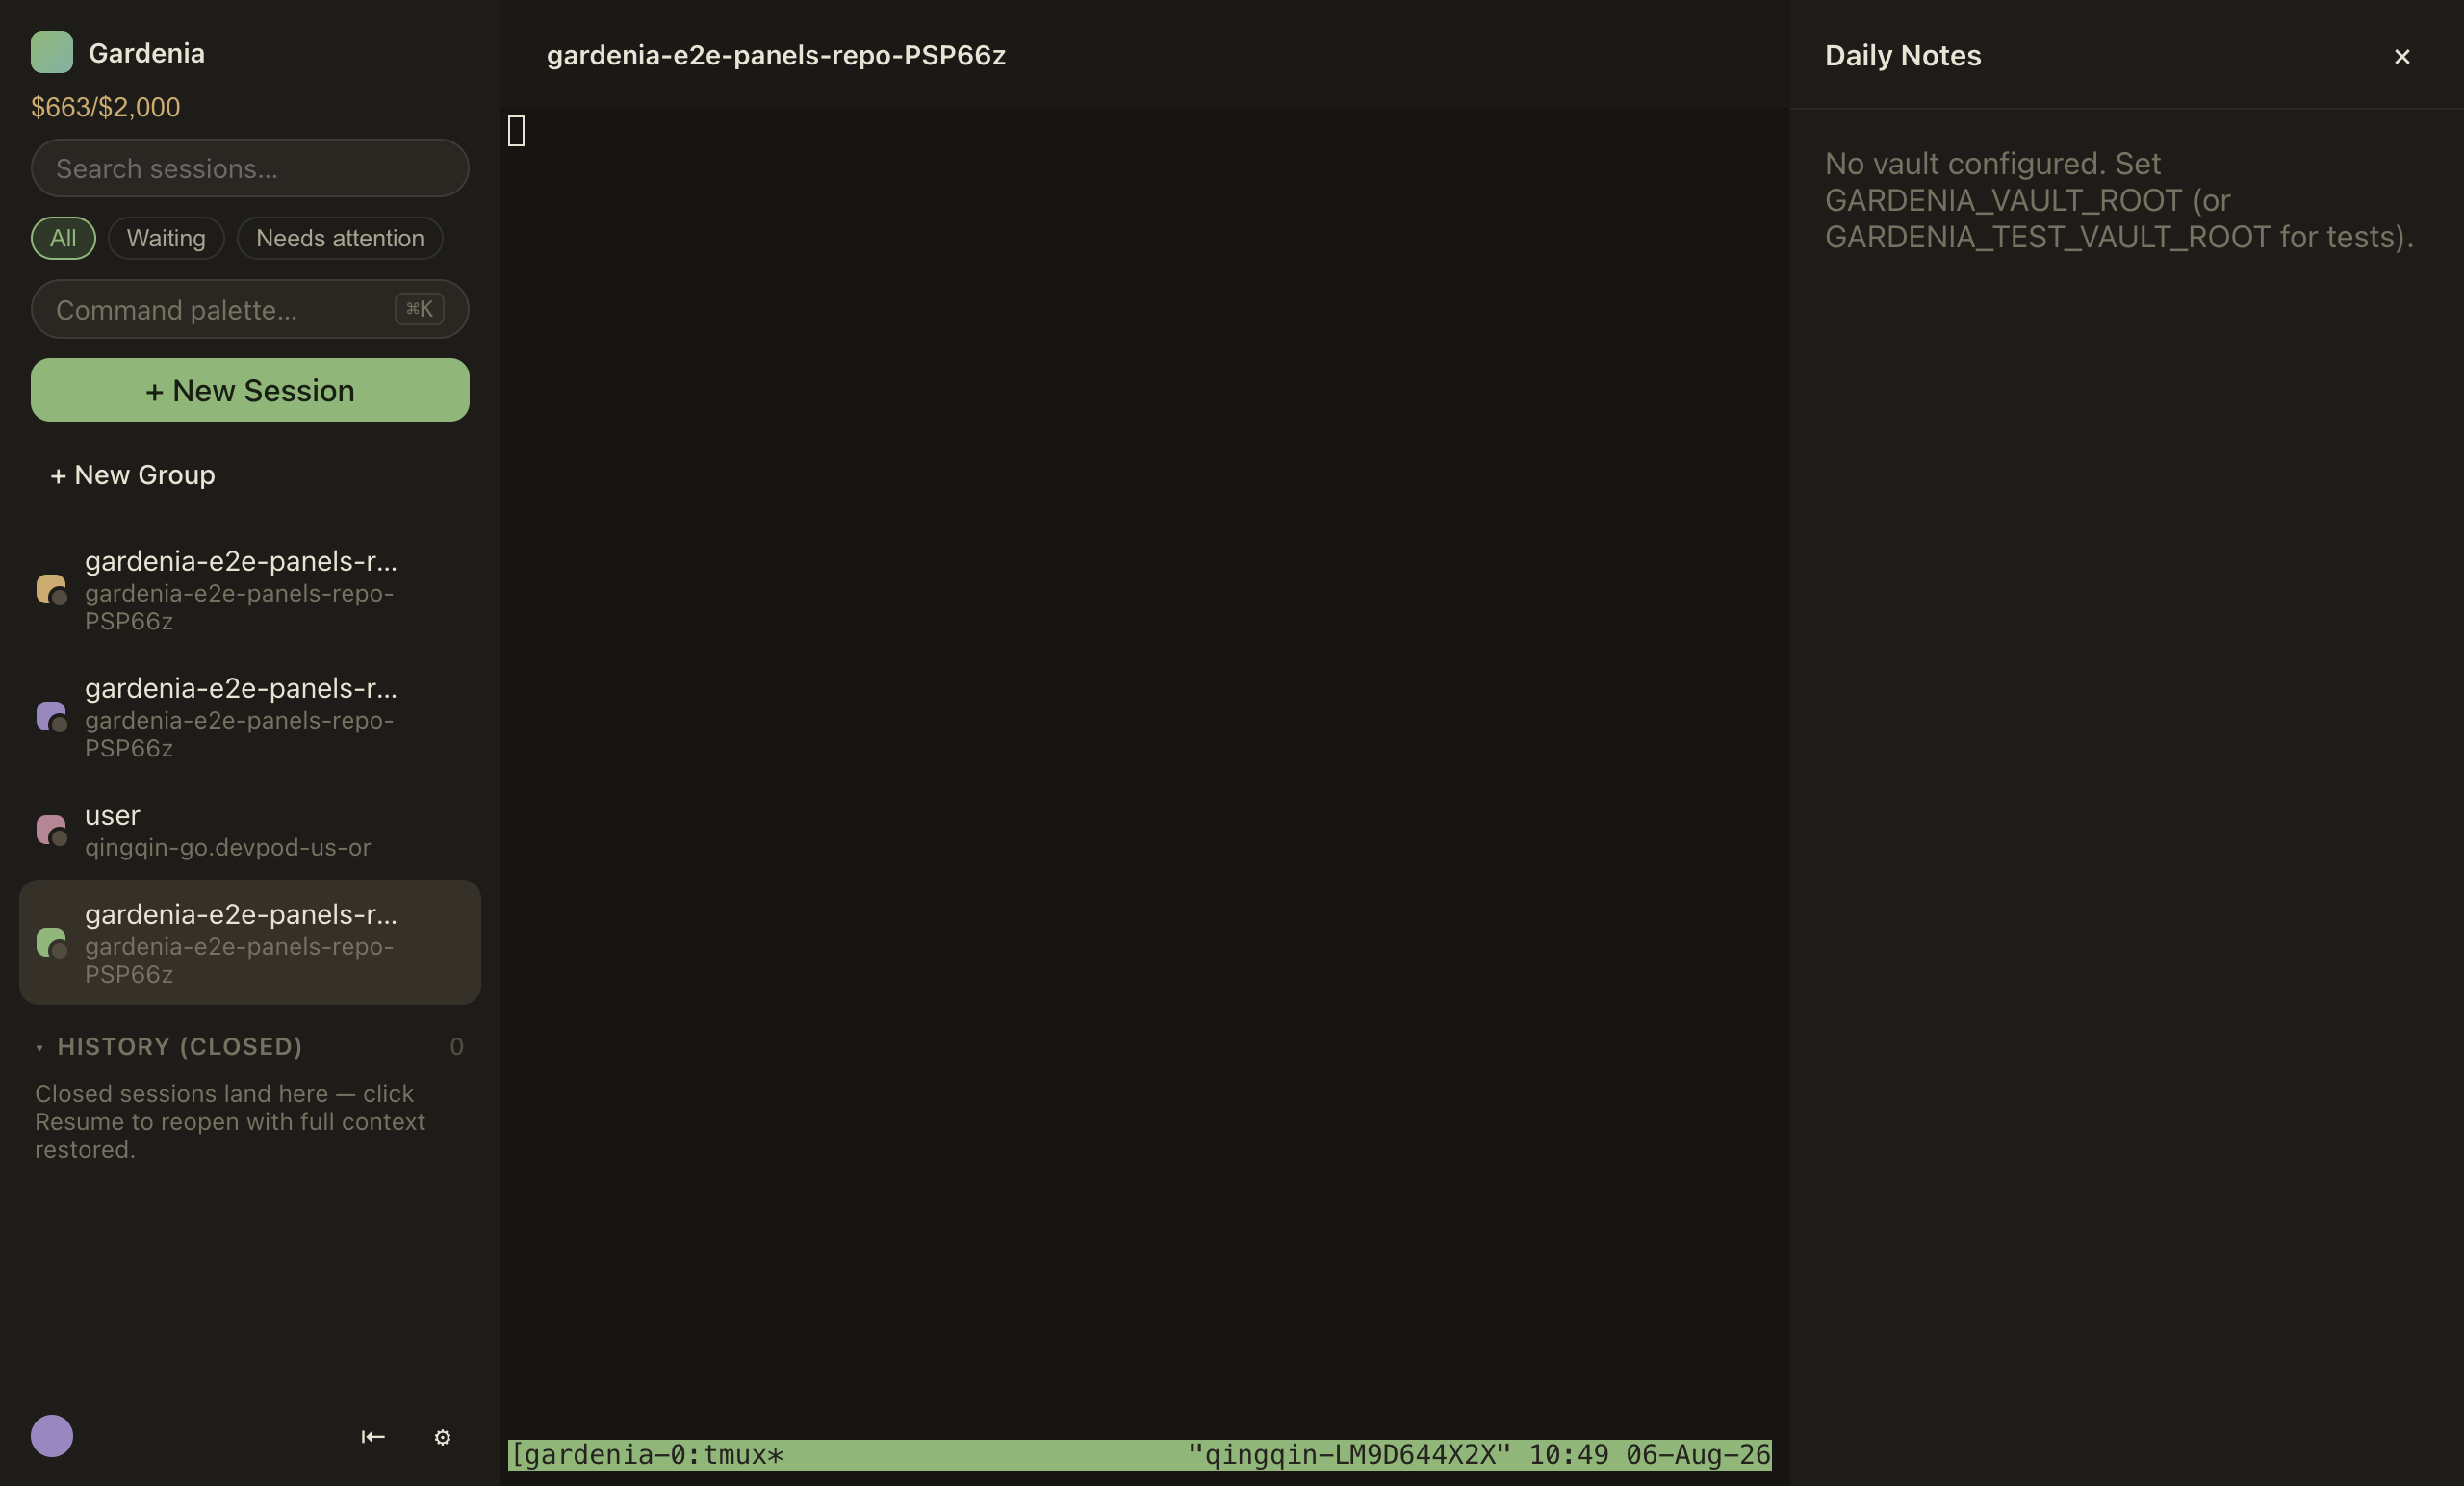 Gardenia
$663/$2,000
Search sessions...
All
Waiting
Needs attention
Command palette...
⌘K
+ New Session
+ New Group
gardenia-e2e-panels-r...
gardenia-e2e-panels-repo-
PSP66z
gardenia-e2e-panels-r...
gardenia-e2e-panels-repo-
PSP66z
user
qingqin-go.devpod-us-or
gardenia-e2e-panels-r...
gardenia-e2e-panels-repo-
PSP66z
HISTORY (CLOSED)
0
Closed sessions land here — click
Resume to reopen with full context
restored.
gardenia-e2e-panels-repo-PSP66z
[gardenia-0:tmux*
"qingqin-LM9D644X2X" 10:49 06-Aug-26
Daily Notes
×
No vault configured. Set
GARDENIA_VAULT_ROOT (or
GARDENIA_TEST_VAULT_ROOT for tests).